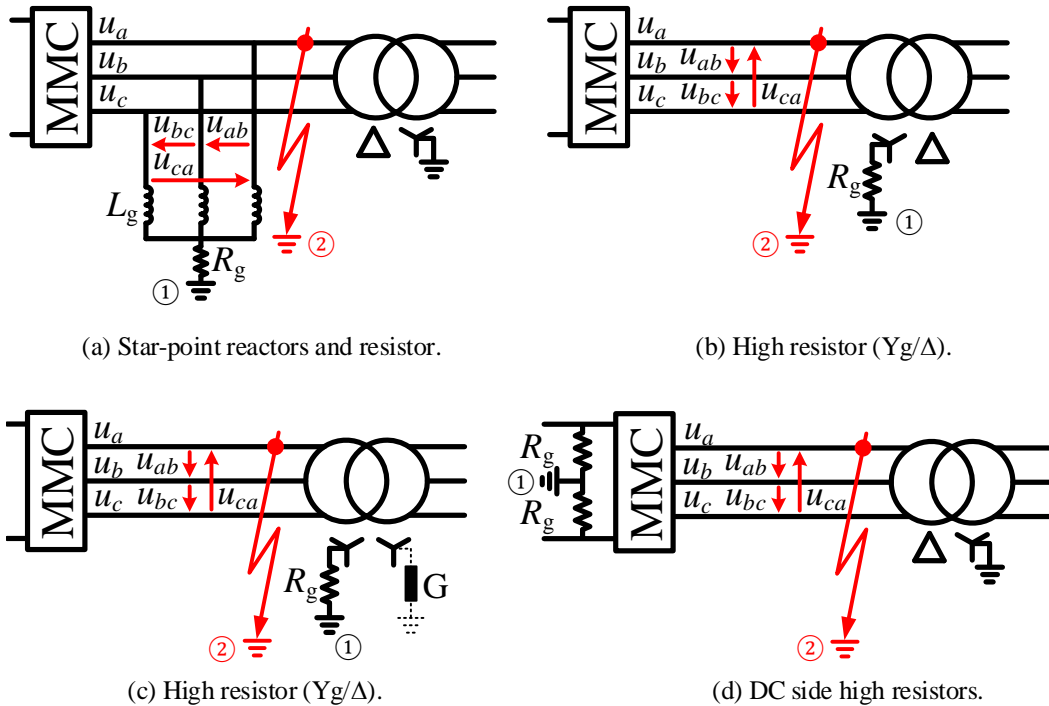 MMC
u_a
u_b
u_c
u_bc
u_ab
u_ca
L_g
R_g
①
②
Δ
(a) Star-point reactors and resistor.
MMC
u_a
u_b
u_c
u_ab
u_bc
u_ca
R_g
①
②
Δ
(b) High resistor (Yg/Δ).
MMC
u_a
u_b
u_c
u_ab
u_bc
u_ca
R_g
G
①
②
(c) High resistor (Yg/Δ).
R_g
①
R_g
MMC
u_a
u_b
u_c
u_ab
u_bc
u_ca
Δ
②
(d) DC side high resistors.